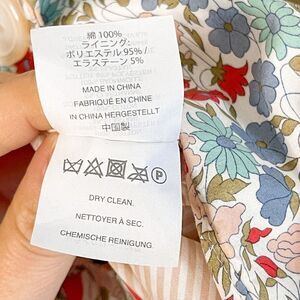 綿 100%
ライニング:
ポリエステル 95% /
エラステーン 5%
MADE IN CHINA
FABRIQUÉ EN CHINE
IN CHINA HERGESTELLT
中国製
P
DRY CLEAN.
NETTOYER À SEC.
CHEMISCHE REINIGUNG.